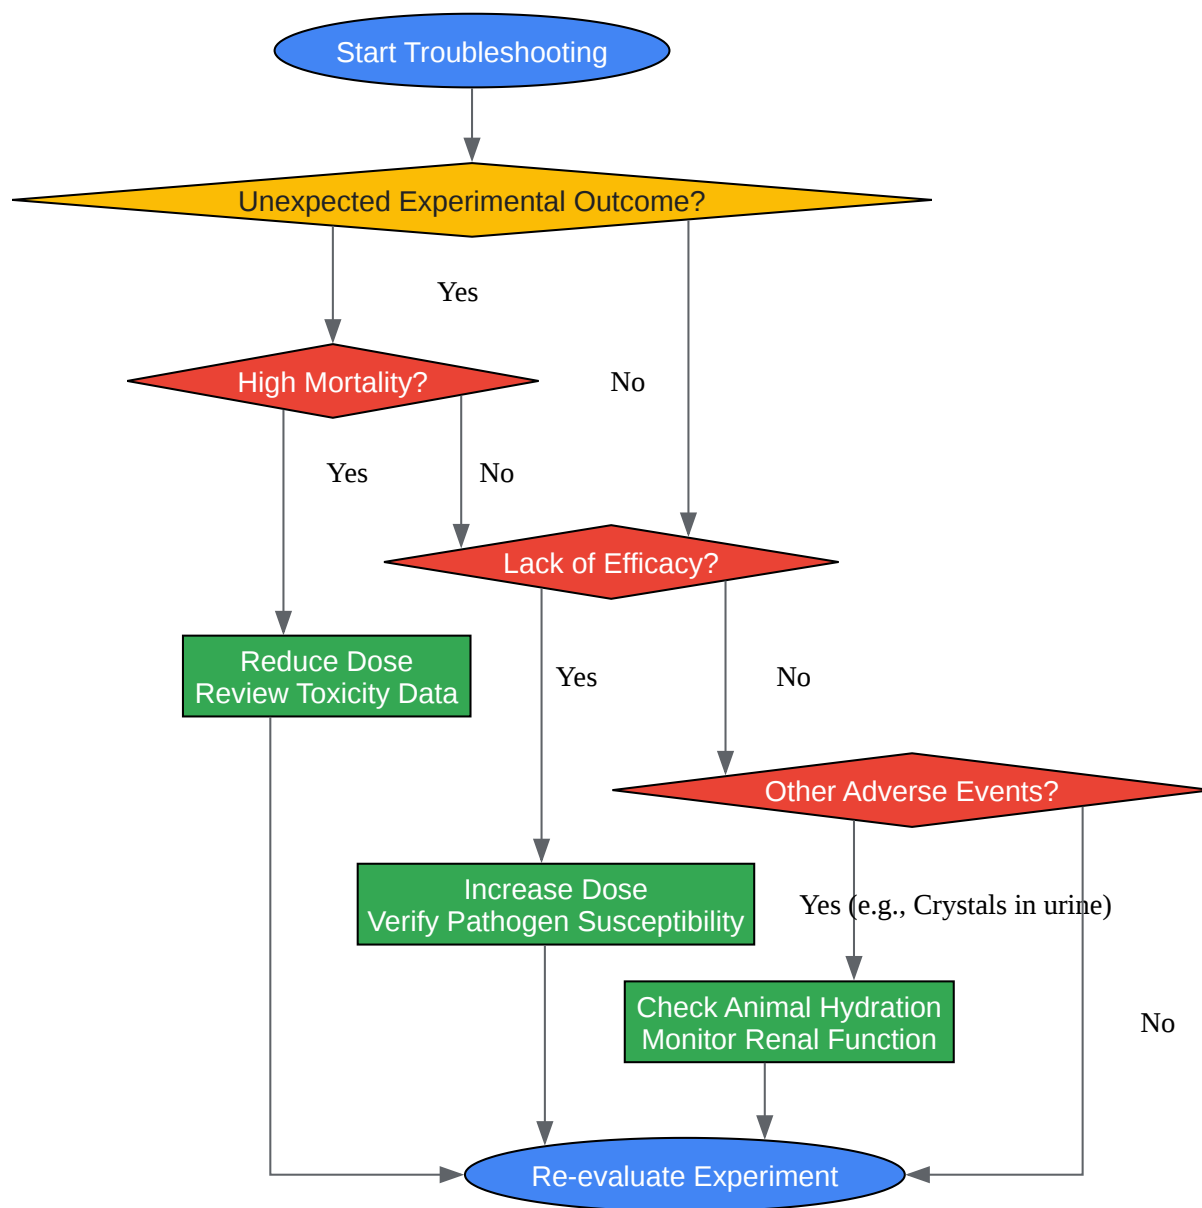 Start Troubleshooting
Unexpected Experimental Outcome?
Yes
High Mortality?
No
Yes
No
Lack of Efficacy?
Reduce Dose
Review Toxicity Data
Yes
No
Other Adverse Events?
Increase Dose
Verify Pathogen Susceptibility
Yes (e.g., Crystals in urine)
Check Animal Hydration
Monitor Renal Function
No
Re-evaluate Experiment